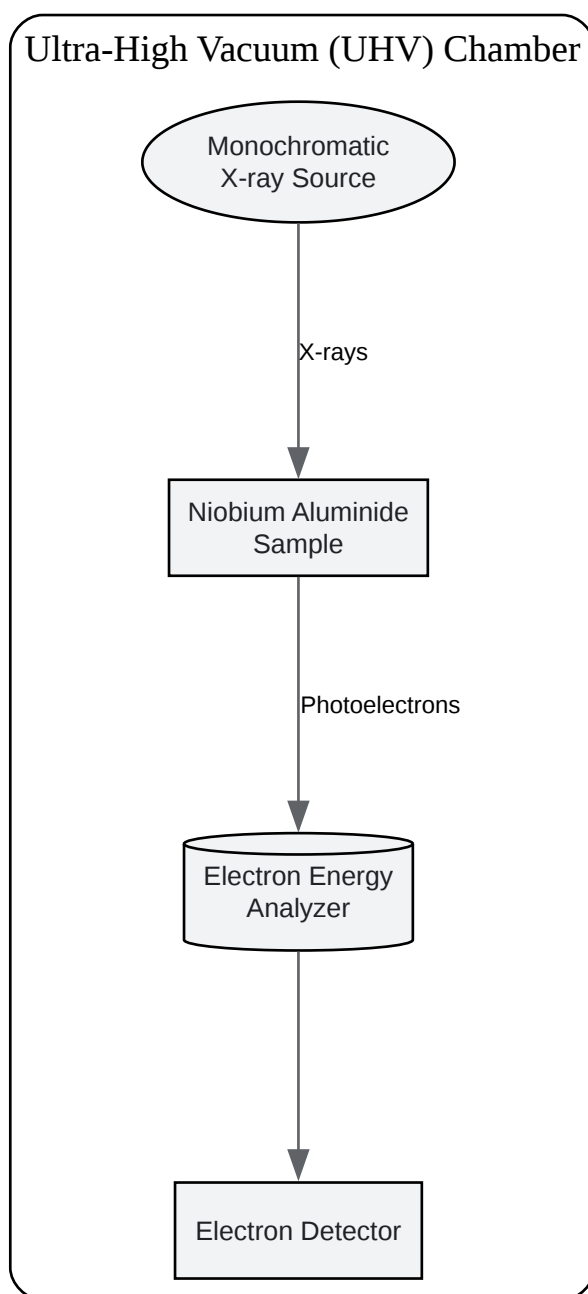 Ultra-High Vacuum (UHV) Chamber
Monochromatic
X-ray Source
X-rays
Niobium Aluminide
Sample
Photoelectrons
Electron Energy
Analyzer
Electron Detector